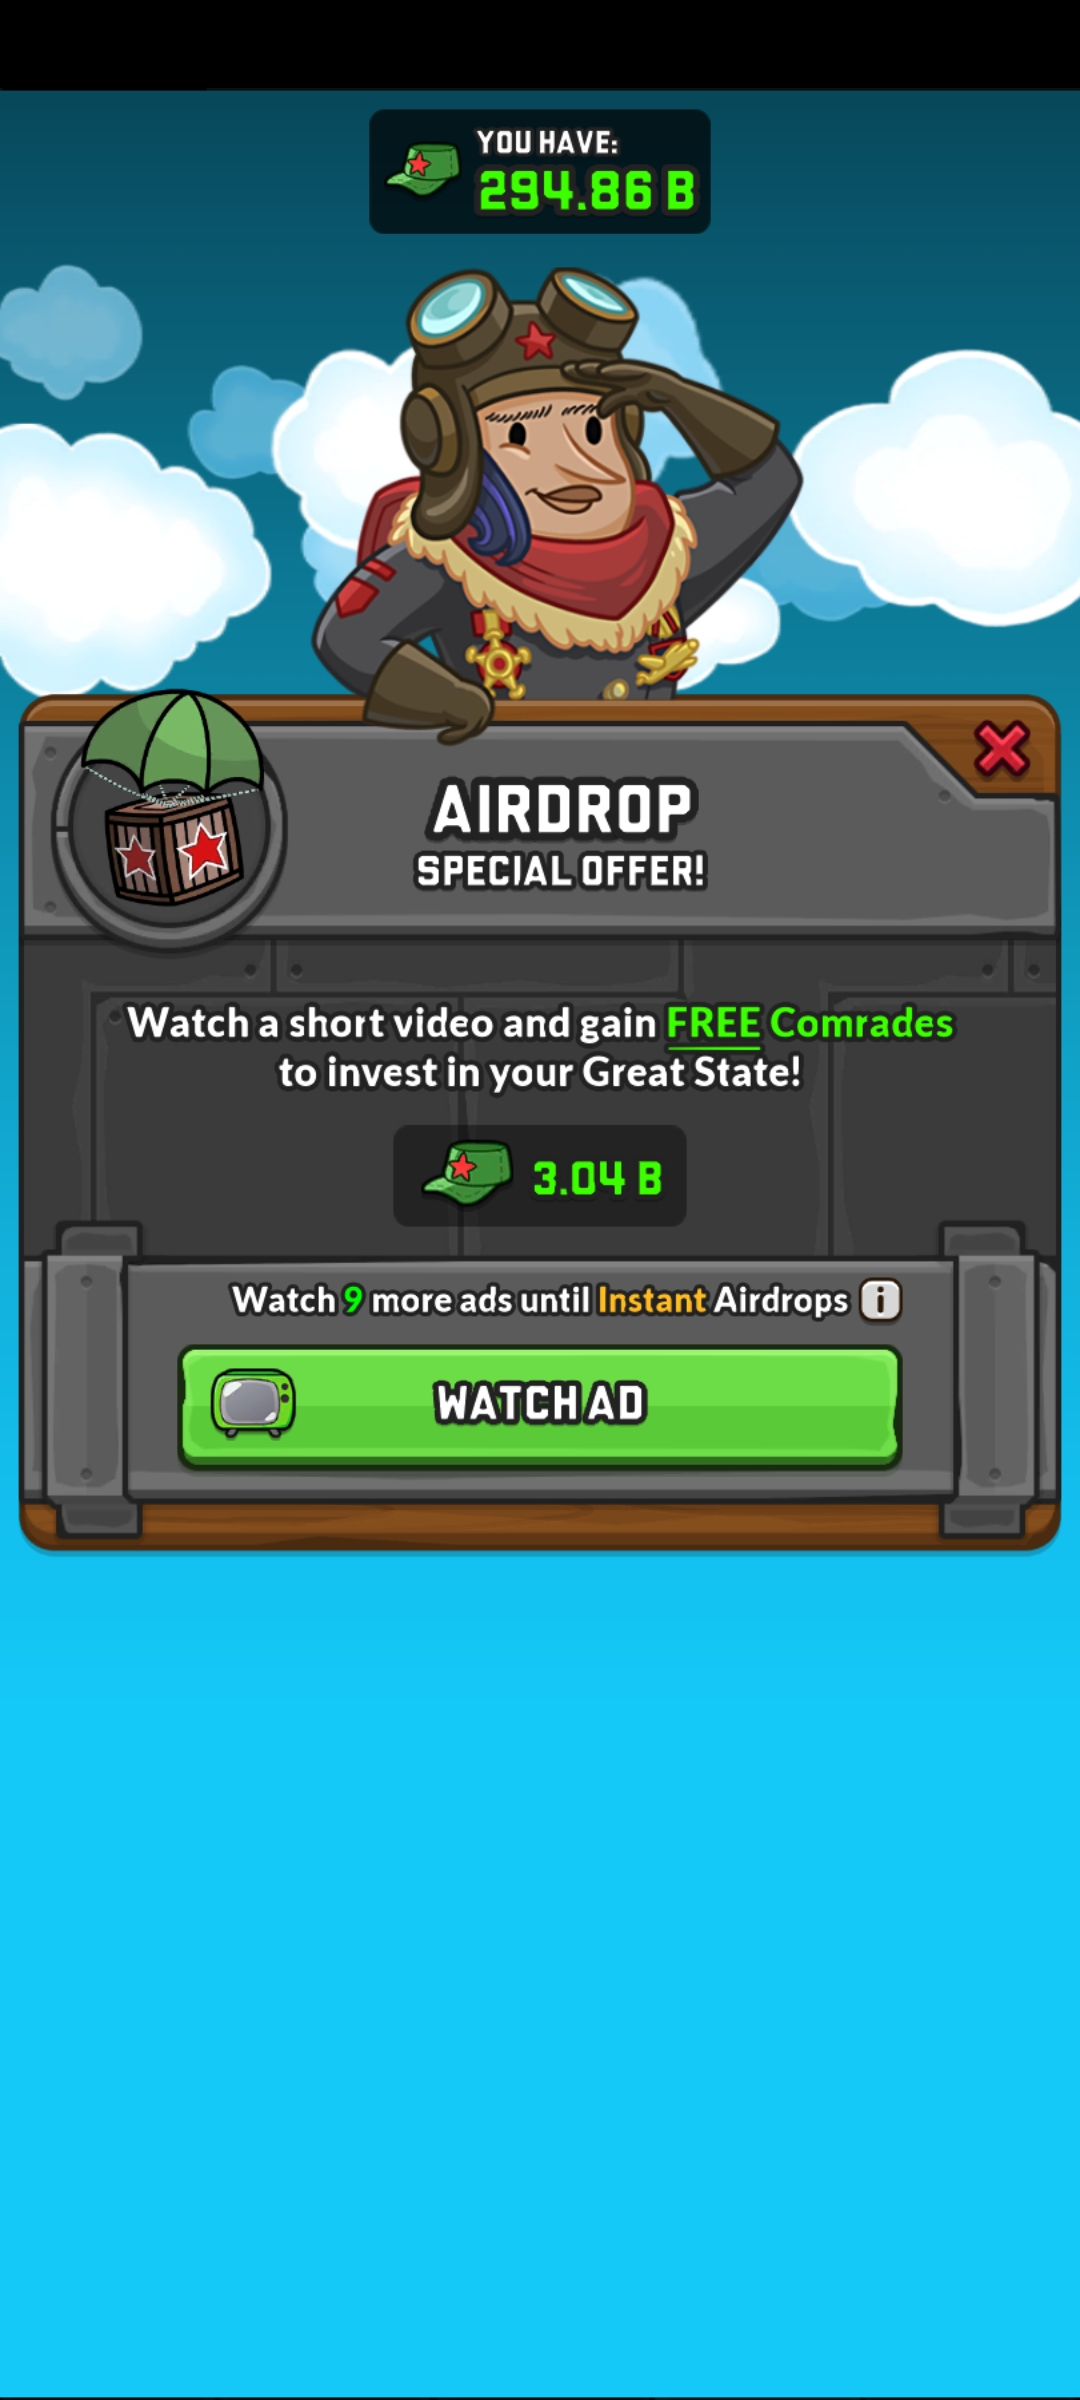 YOU HAVE:
294.86 B
AIRDROP
SPECIAL OFFER!
Watch a short video and gain FREE Comrades
to invest in your Great State!
3.04 B
Watch 9 more ads until Instant Airdrops i
WATCH AD